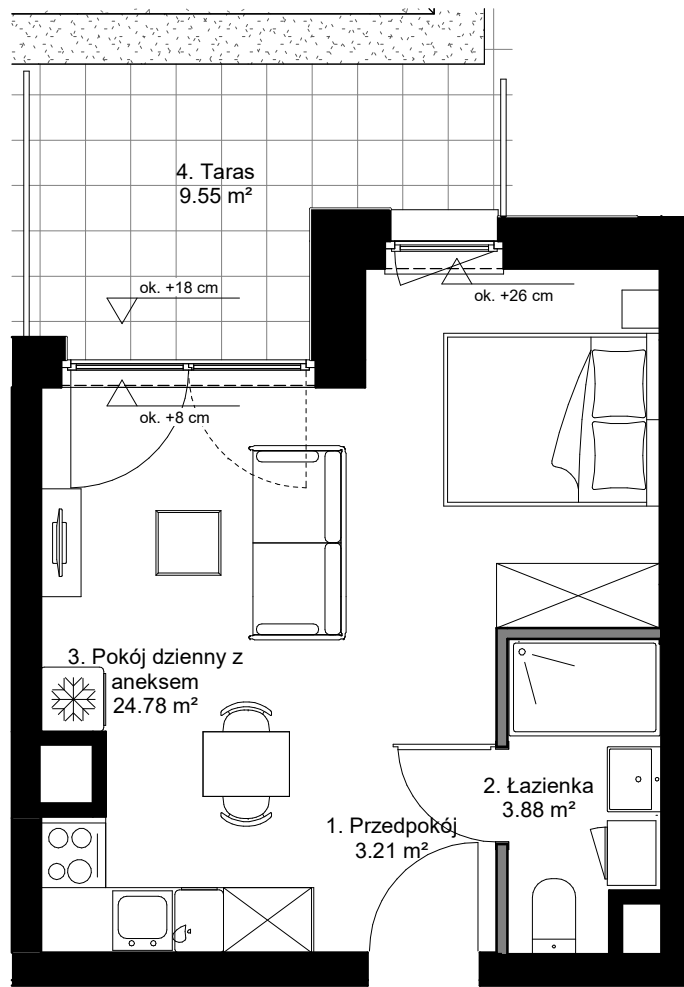 4. Taras
9.55 m²
ok. +18 cm
ok. +26 cm
ok. +8 cm
3. Pokój dzienny z
aneksem
24.78 m²
2. Łazienka
3.88 m²
1. Przedpokój
3.21 m²